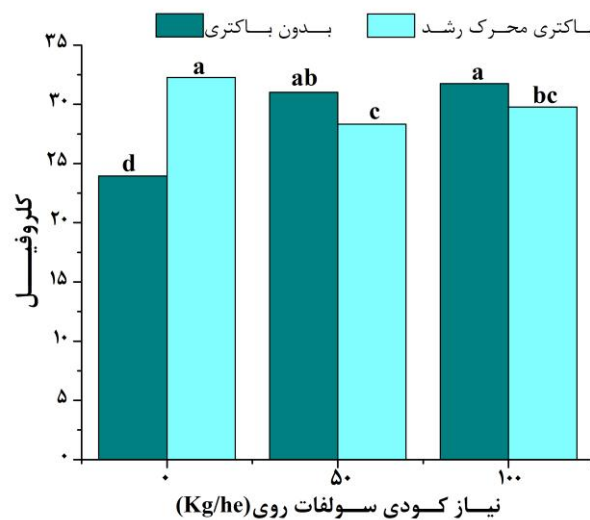 بدون باکتری
باکتری محرک رشد
کلروفیل
۳۵
۳۰
۲۵
۲۰
۱۵
۱۰
۵
۰
d
a
ab
c
a
bc
۰
۵۰
۱۰۰
نیاز کودی سولفات روی(Kg/he)